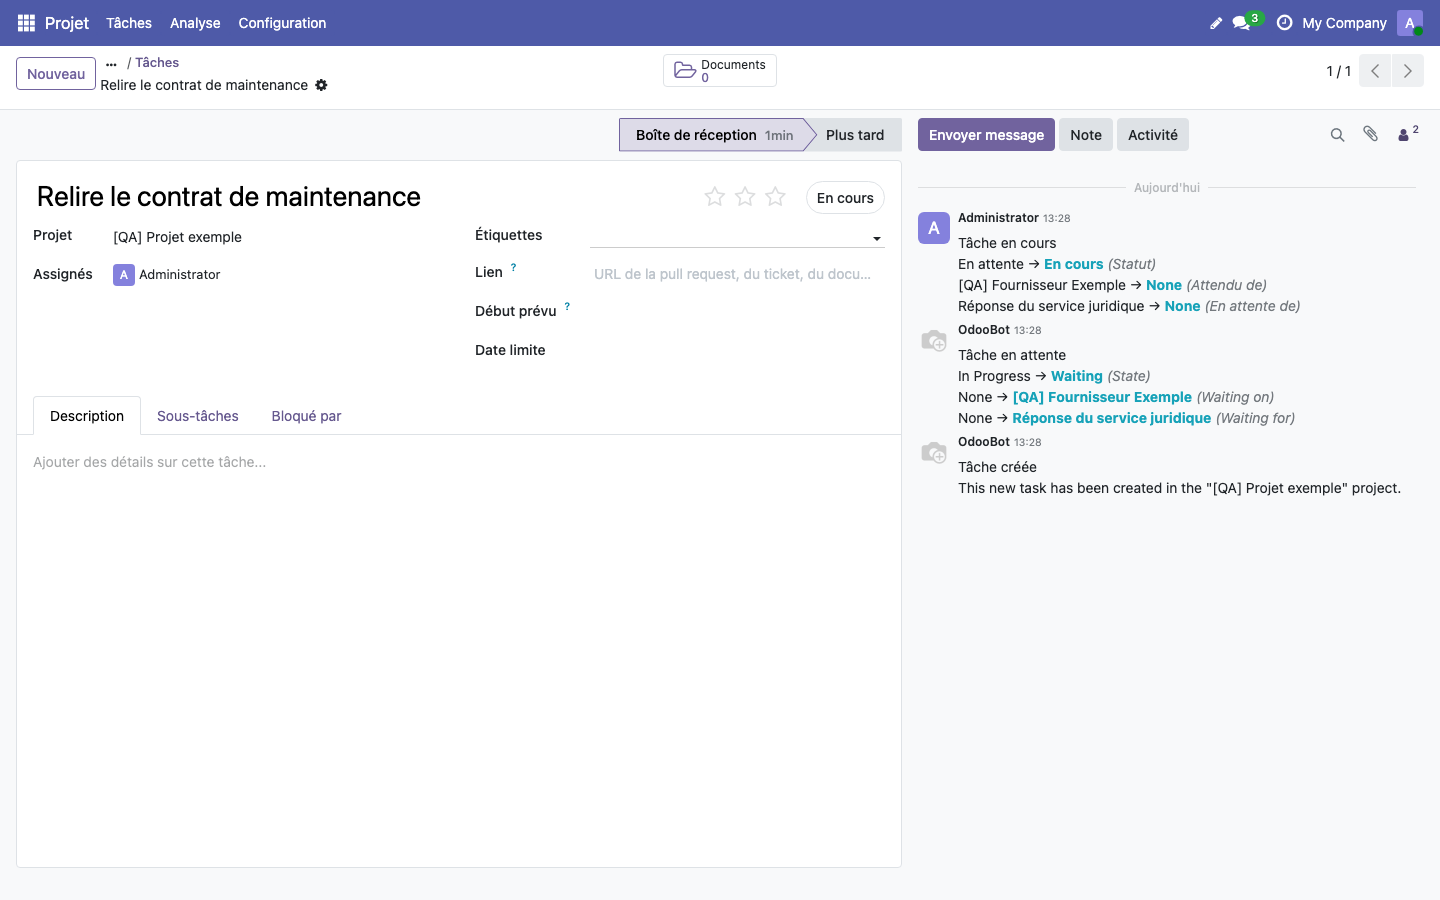 Projet Tâches Analyse Configuration 3 My Company A
Nouveau ... / Tâches
Relire le contrat de maintenance
Documents
0
1 / 1
Boîte de réception 1min Plus tard
Envoyer message Note Activité 2
Relire le contrat de maintenance
En cours
Projet [QA] Projet exemple
Assignés A Administrator
Étiquettes
Lien ? URL de la pull request, du ticket, du docu...
Début prévu ?
Date limite
Description Sous-tâches Bloqué par
Ajouter des détails sur cette tâche...
Aujourd'hui
A Administrator 13:28
Tâche en cours
En attente → En cours (Statut)
[QA] Fournisseur Exemple → None (Attendu de)
Réponse du service juridique → None (En attente de)
OdooBot 13:28
Tâche en attente
In Progress → Waiting (State)
None → [QA] Fournisseur Exemple (Waiting on)
None → Réponse du service juridique (Waiting for)
OdooBot 13:28
Tâche créée
This new task has been created in the "[QA] Projet exemple" project.